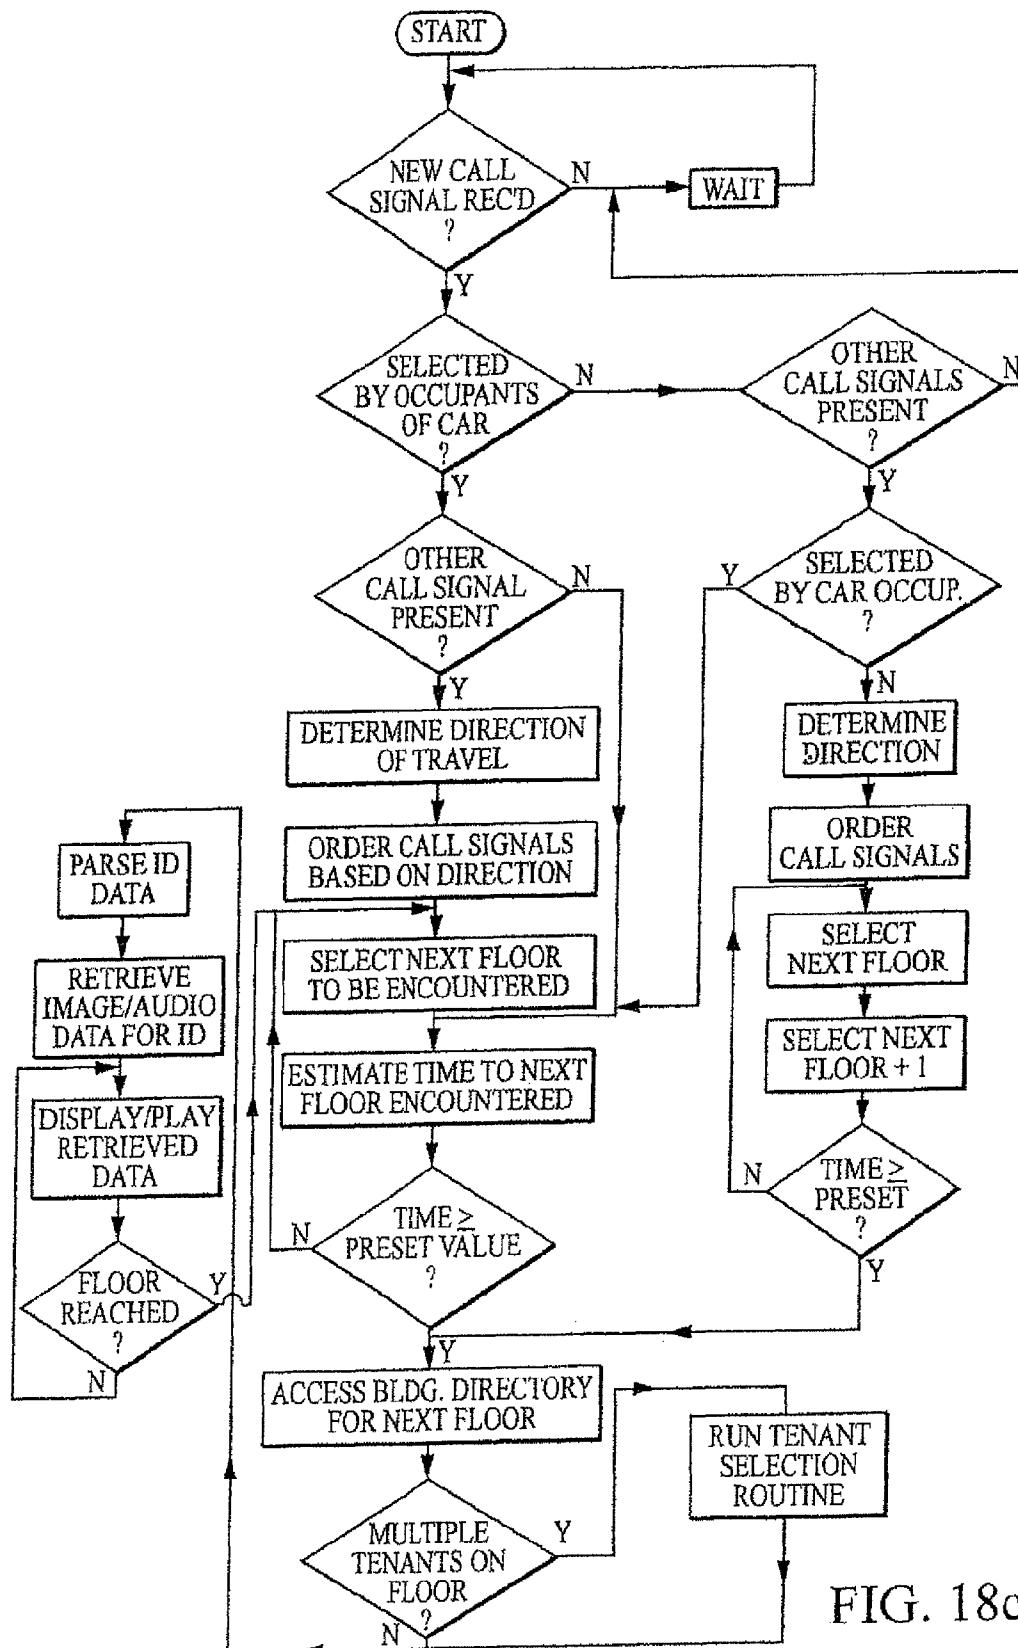 START
NEW CALL
SIGNAL REC'D
?
N
WAIT
Y
SELECTED
BY OCCUPANTS
OF CAR
?
N
OTHER
CALL SIGNALS
PRESENT
?
N
Y
Y
OTHER
CALL SIGNAL
PRESENT
?
N
Y
SELECTED
BY CAR OCCUP.
?
Y
N
DETERMINE DIRECTION
OF TRAVEL
DETERMINE
DIRECTION
ORDER CALL SIGNALS
BASED ON DIRECTION
ORDER
CALL SIGNALS
PARSE ID
DATA
SELECT NEXT FLOOR
TO BE ENCOUNTERED
SELECT
NEXT FLOOR
RETRIEVE
IMAGE/AUDIO
DATA FOR ID
SELECT NEXT
FLOOR + 1
ESTIMATE TIME TO NEXT
FLOOR ENCOUNTERED
DISPLAY/PLAY
RETRIEVED
DATA
N
TIME ≥
PRESET
?
Y
N
TIME ≥
PRESET VALUE
?
Y
FLOOR
REACHED
?
Y
N
ACCESS BLDG. DIRECTORY
FOR NEXT FLOOR
RUN TENANT
SELECTION
ROUTINE
MULTIPLE
TENANTS ON
FLOOR
?
Y
N
FIG. 18c